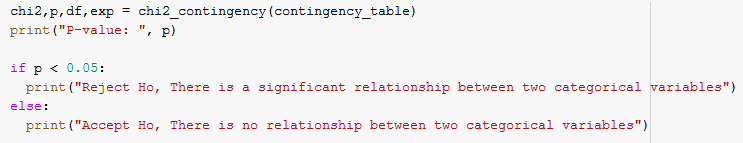 chi2,p,df,exp = chi2_contingency(contingency_table)
print("P-value: ", p)
if p < 0.05:
  print("Reject Ho, There is a significant relationship between two categorical variables")
else:
  print("Accept Ho, There is no relationship between two categorical variables")